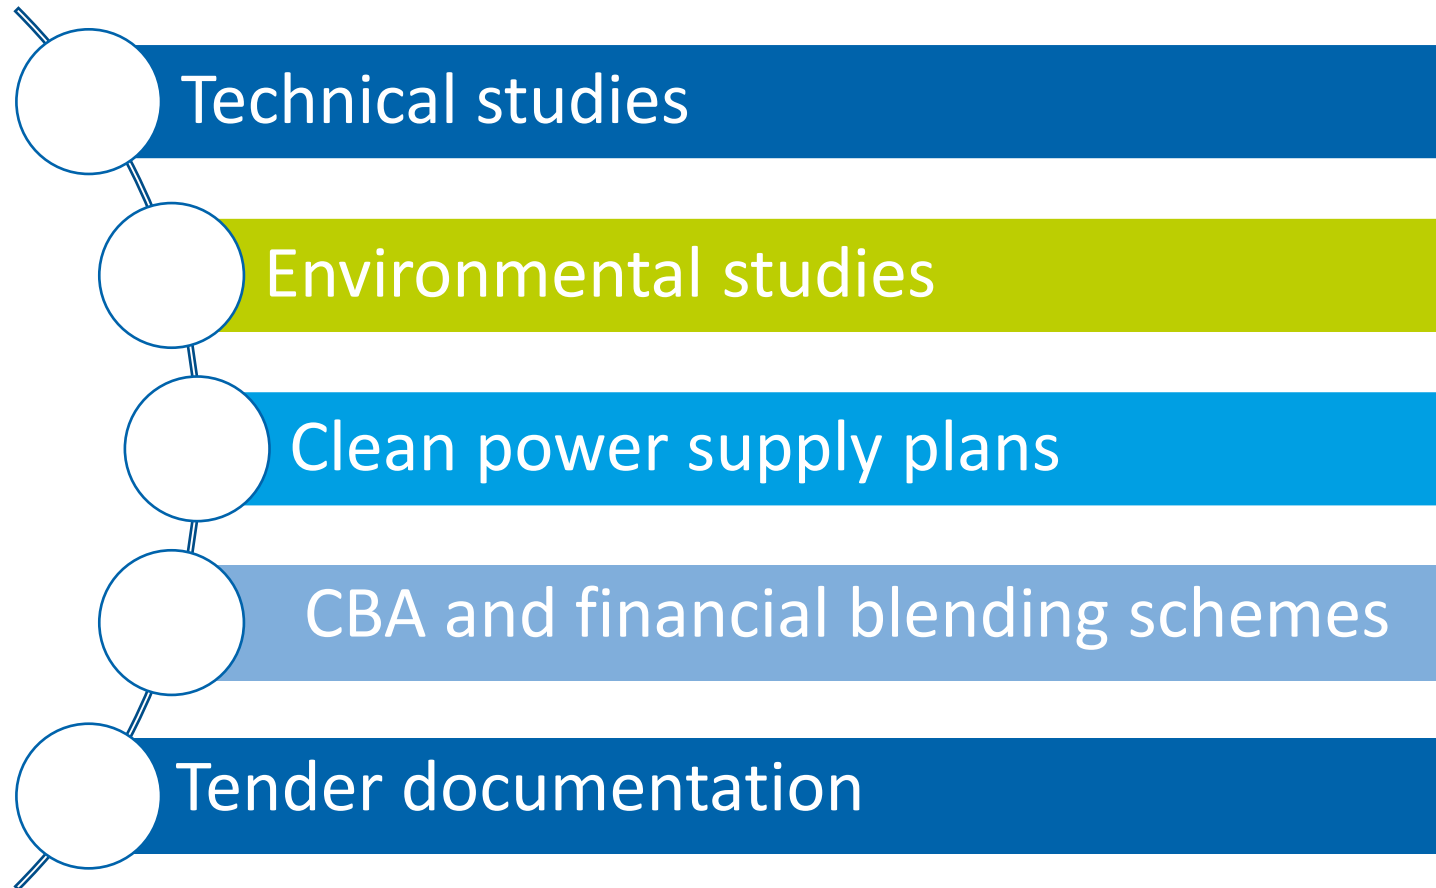 Technical studies
Environmental studies
Clean power supply plans
CBA and financial blending schemes
Tender documentation